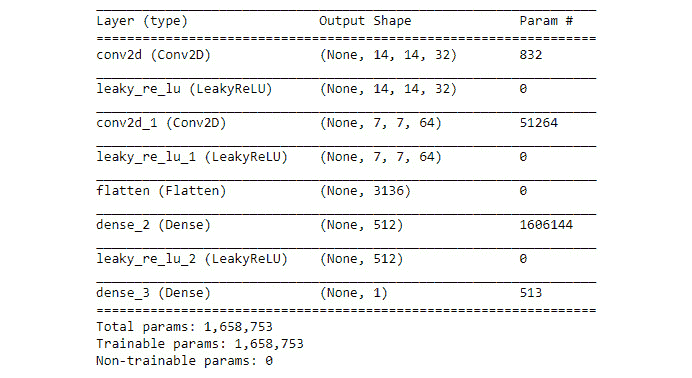 Layer (type) Output Shape Param #
conv2d (Conv2D) (None, 14, 14, 32) 832
leaky_re_lu (LeakyReLU) (None, 14, 14, 32) 0
conv2d_1 (Conv2D) (None, 7, 7, 64) 51264
leaky_re_lu_1 (LeakyReLU) (None, 7, 7, 64) 0
flatten (Flatten) (None, 3136) 0
dense_2 (Dense) (None, 512) 1606144
leaky_re_lu_2 (LeakyReLU) (None, 512) 0
dense_3 (Dense) (None, 1) 513
Total params: 1,658,753
Trainable params: 1,658,753
Non-trainable params: 0